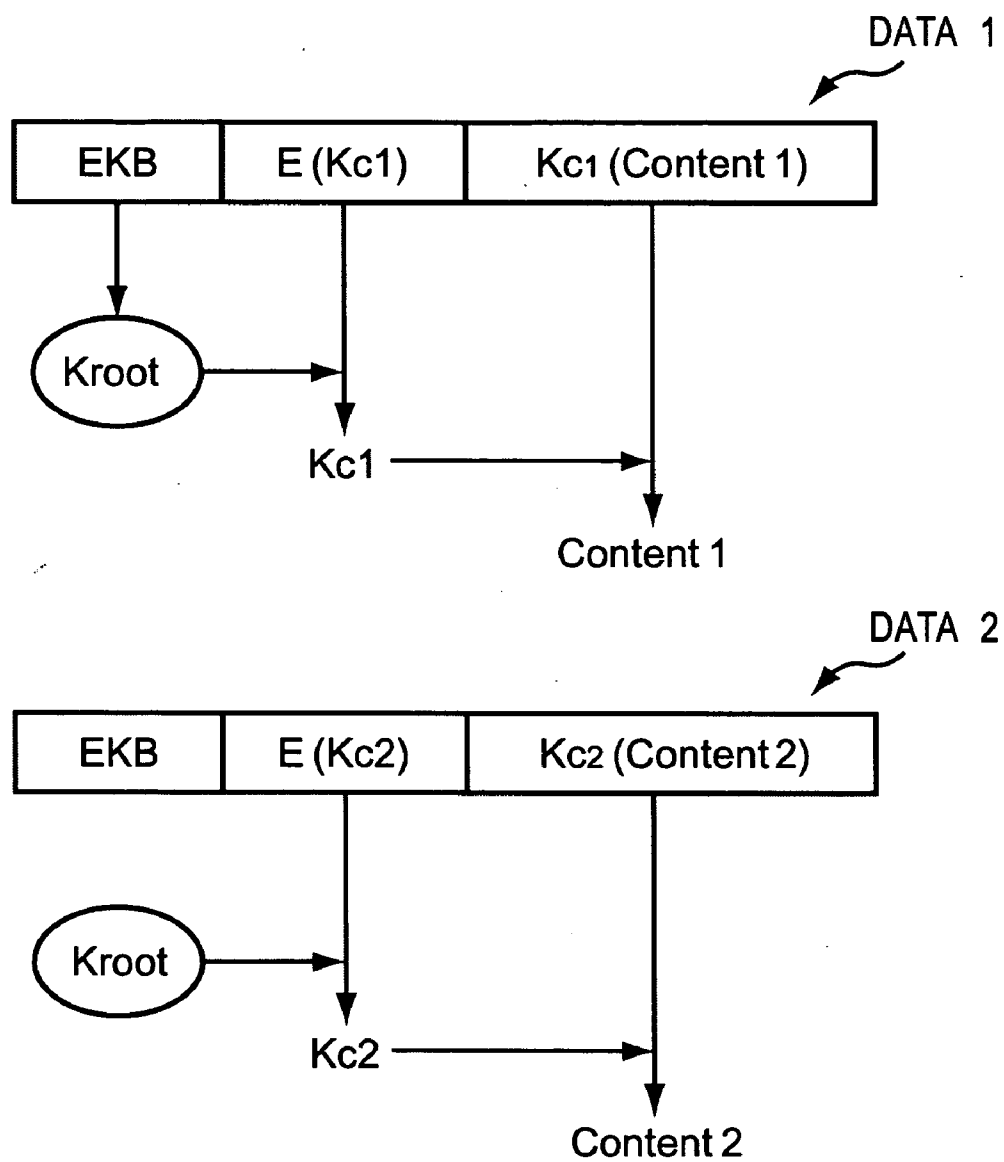 DATA 1
EKB E (Kc1) Kc1 (Content 1)
Kroot
Kc1
Content 1
DATA 2
EKB E (Kc2) Kc2 (Content 2)
Kroot
Kc2
Content 2